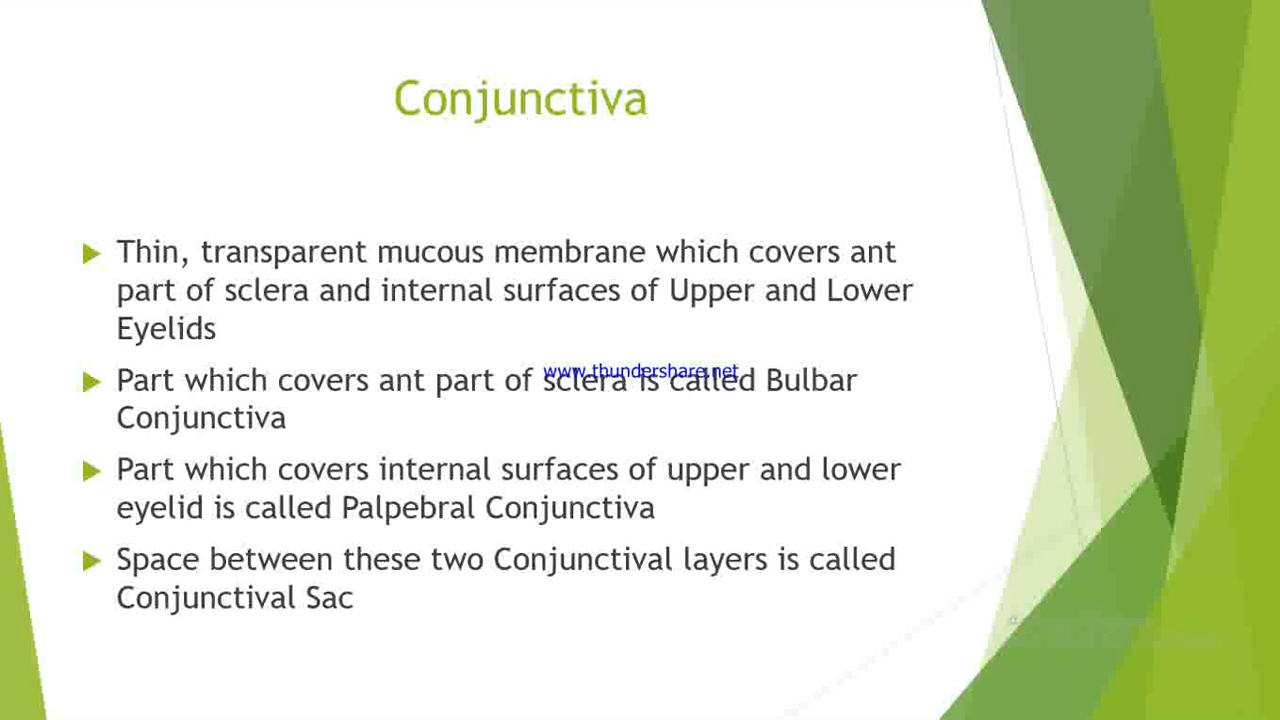 Conjunctiva
Thin, transparent mucous membrane which covers ant
part of sclera and internal surfaces of Upper and Lower
Eyelids
www.thundershare.net
Part which covers ant part of sclera is called Bulbar
Conjunctiva
Part which covers internal surfaces of upper and lower
eyelid is called Palpebral Conjunctiva
Space between these two Conjunctival layers is called
Conjunctival Sac